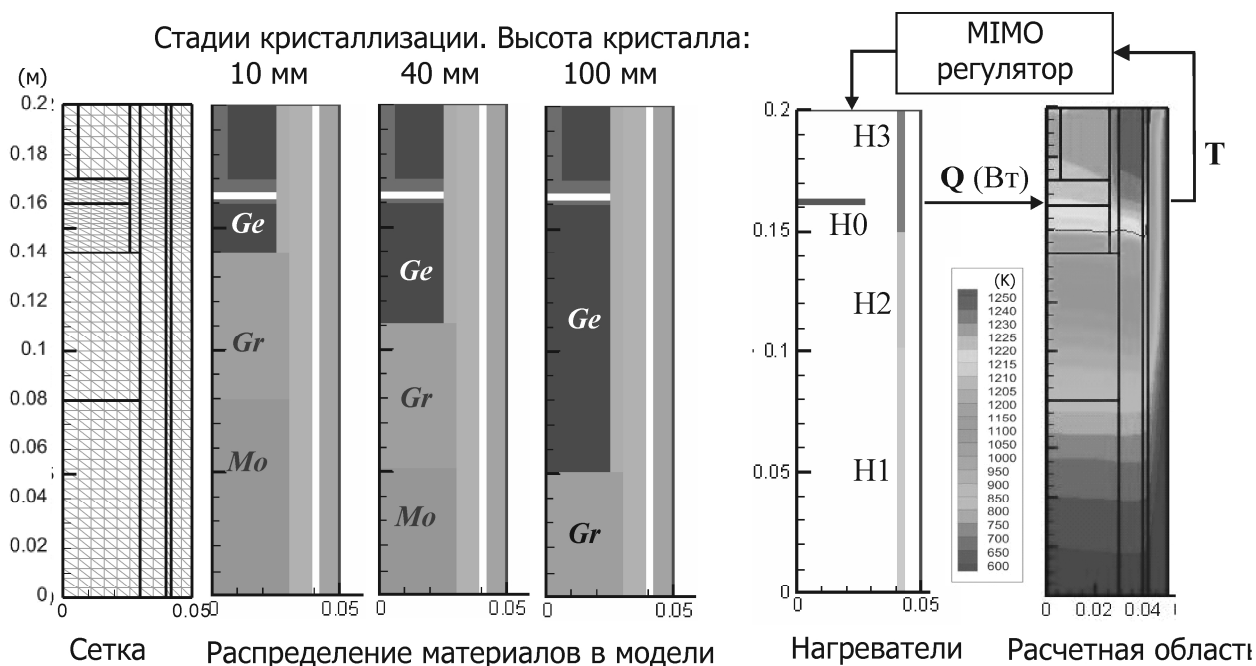 Стадии кристаллизации. Высота кристалла:
10 мм 40 мм 100 мм
MIMO
регулятор
(м)
0.2
0.18
0.16
0.14
0.12
0.1
0.08
0.06
0.04
0.02
0
0 0.05
Ge
Gr
Mo
0 0.05
Ge
Gr
Mo
0 0.05
Ge
Gr
0 0.05
0.2
0.15
0.1
0.05
0
H3
H0
H2
H1
0 0.05
Q (Вт)
T
(K)
1250
1240
1230
1225
1220
1215
1210
1205
1200
1150
1100
1050
1000
950
900
850
800
750
700
650
600
0 0.02 0.04
Сетка
Распределение материалов в модели
Нагреватели
Расчетная область